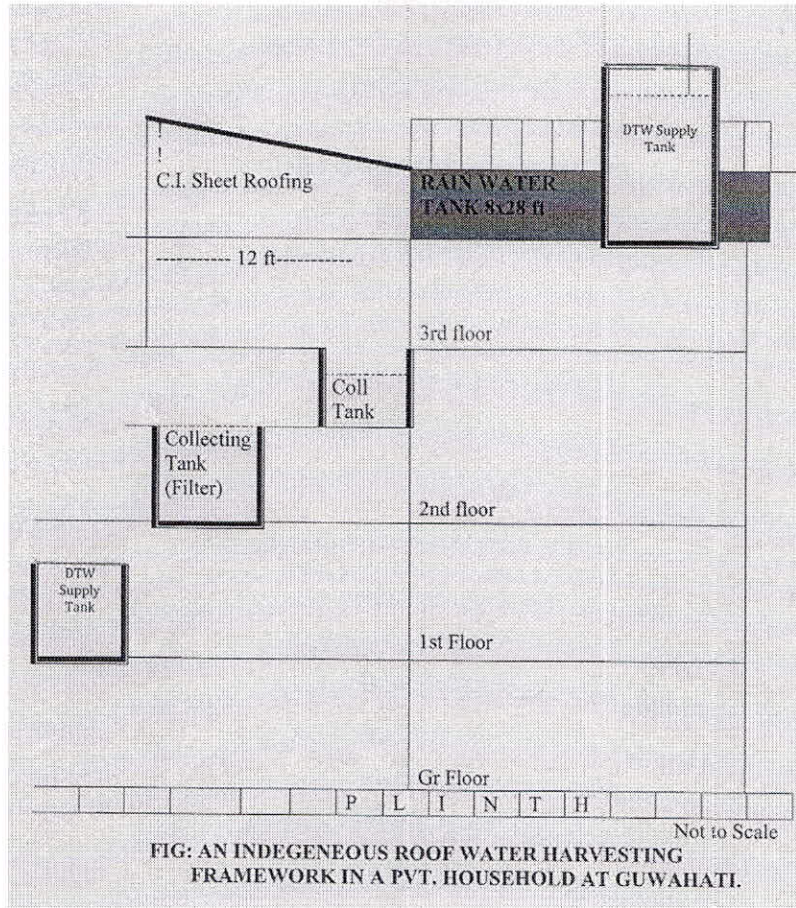 DTW Supply
Tank
C.I. Sheet Roofing
RAIN WATER
TANK 8x28 ft
12 ft
3rd floor
Coll
Tank
Collecting
Tank
(Filter)
2nd floor
DTW
Supply
Tank
1st Floor
Gr Floor
P L I N T H
Not to Scale
FIG: AN INDEGENEOUS ROOF WATER HARVESTING
FRAMEWORK IN A PVT. HOUSEHOLD AT GUWAHATI.